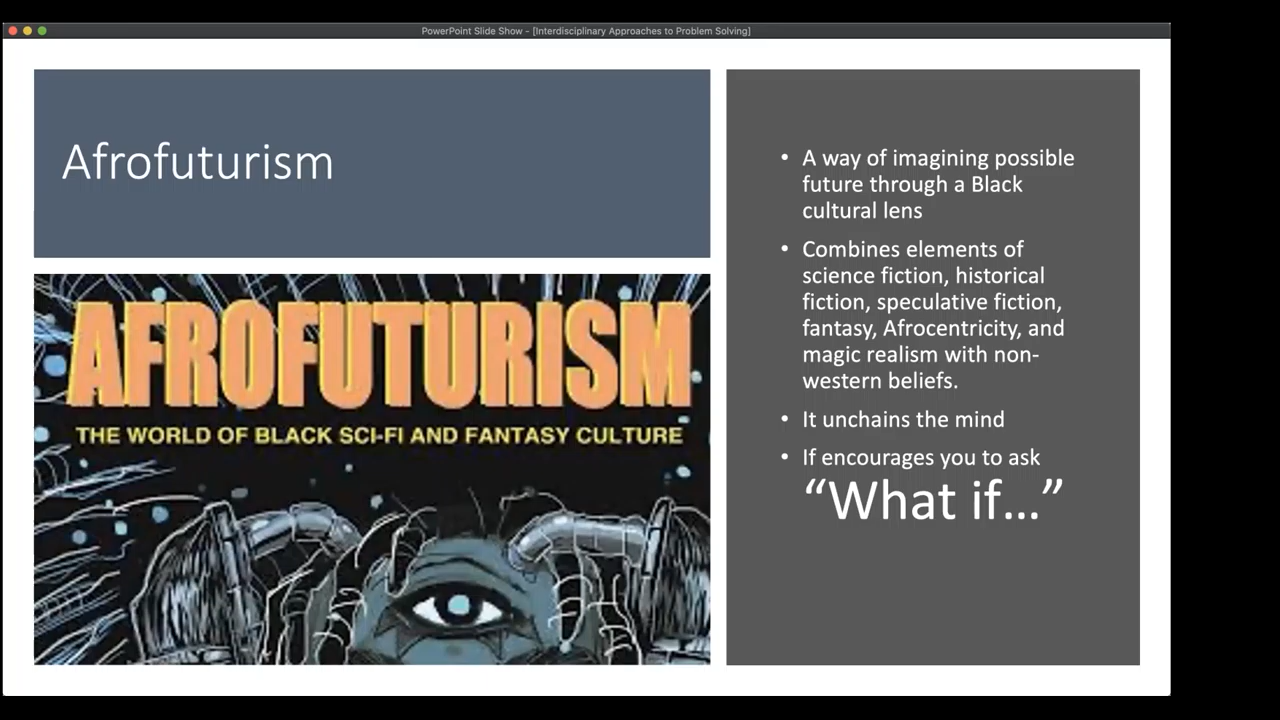 PowerPoint Slide Show - [Interdisciplinary Approaches to Problem Solving]
Afrofuturism
AFROFUTURISM
THE WORLD OF BLACK SCI-FI AND FANTASY CULTURE
• A way of imagining possible
future through a Black
cultural lens
• Combines elements of
science fiction, historical
fiction, speculative fiction,
fantasy, Afrocentricity, and
magic realism with non-
western beliefs.
• It unchains the mind
• If encourages you to ask
“What if...”